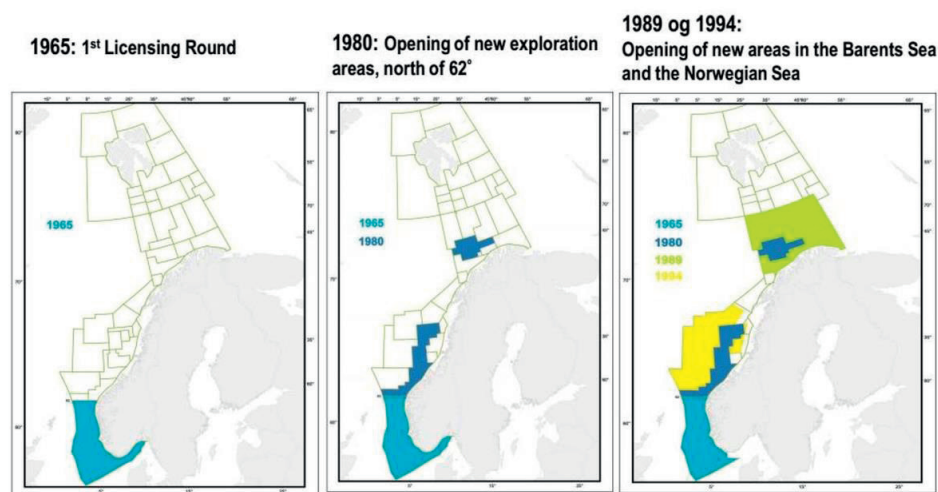 1965: 1st Licensing Round
1965
1980: Opening of new exploration
areas, north of 62°
1965
1980
1989 og 1994:
Opening of new areas in the Barents Sea
and the Norwegian Sea
1965
1980
1989
1994